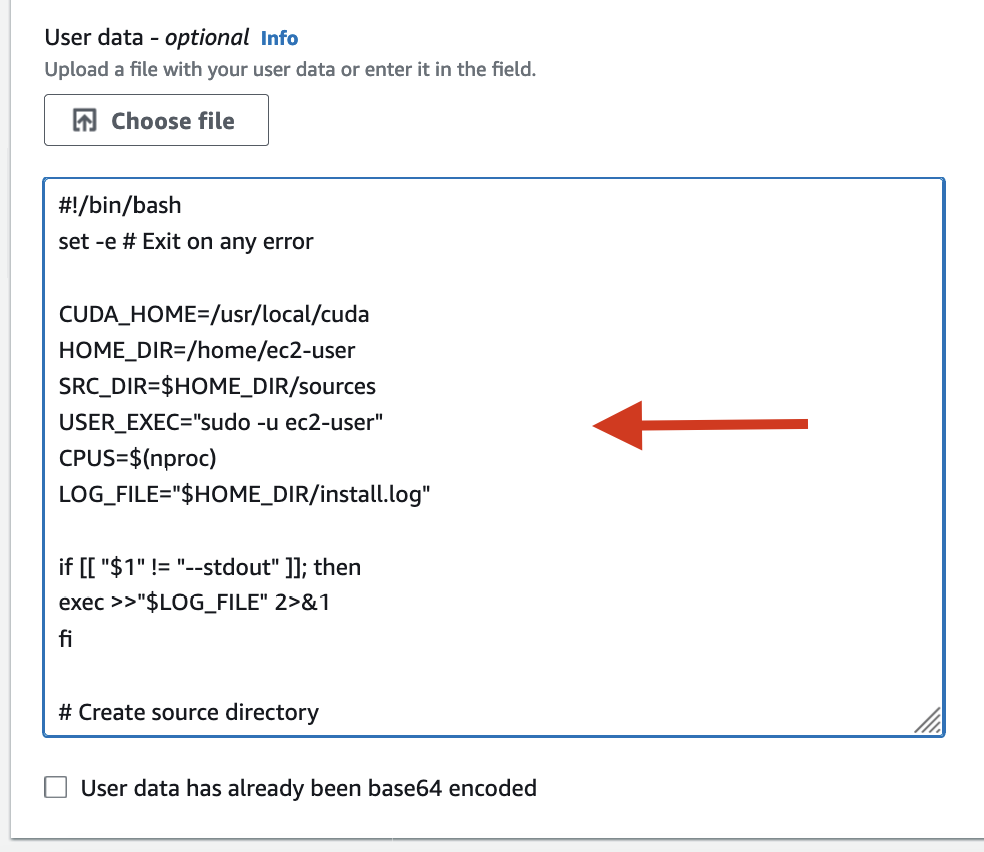 User data - optional Info
Upload a file with your user data or enter it in the field.
Choose file
#!/bin/bash
set -e # Exit on any error
CUDA_HOME=/usr/local/cuda
HOME_DIR=/home/ec2-user
SRC_DIR=$HOME_DIR/sources
USER_EXEC="sudo -u ec2-user"
CPUS=$(nproc)
LOG_FILE="$HOME_DIR/install.log"
if [[ "$1" != "--stdout" ]]; then
exec >>"$LOG_FILE" 2>&1
fi
# Create source directory
User data has already been base64 encoded